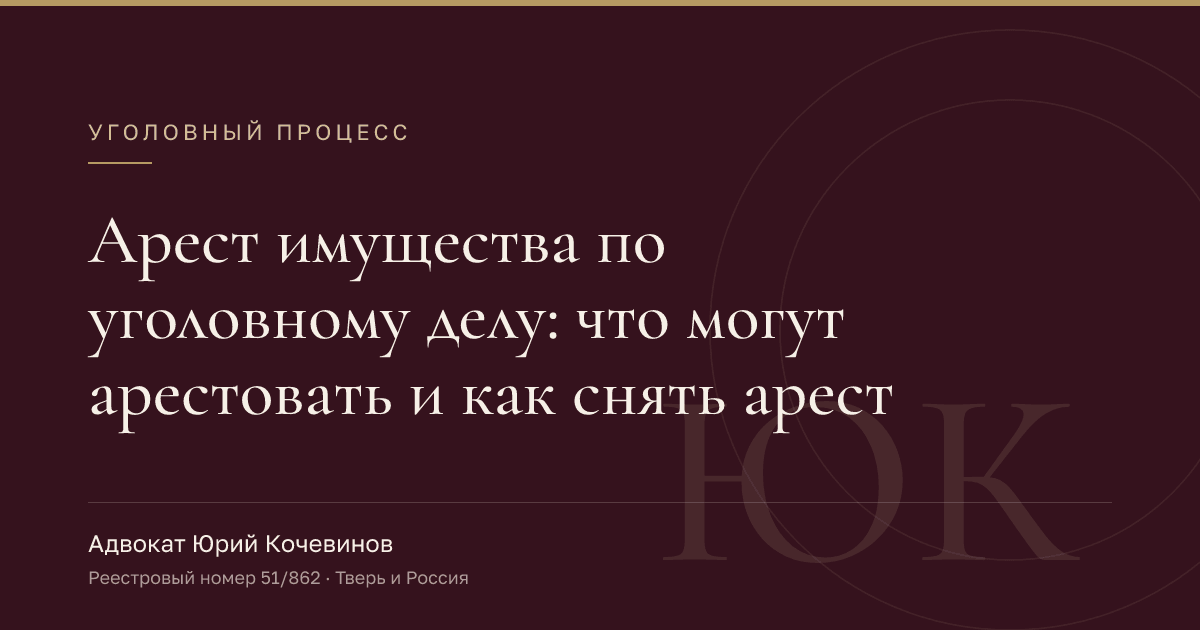 УГОЛОВНЫЙ ПРОЦЕСС
Арест имущества по
уголовному делу: что могут
арестовать и как снять арест
ЮК
Адвокат Юрий Кочевинов
Реестровый номер 51/862 · Тверь и Россия